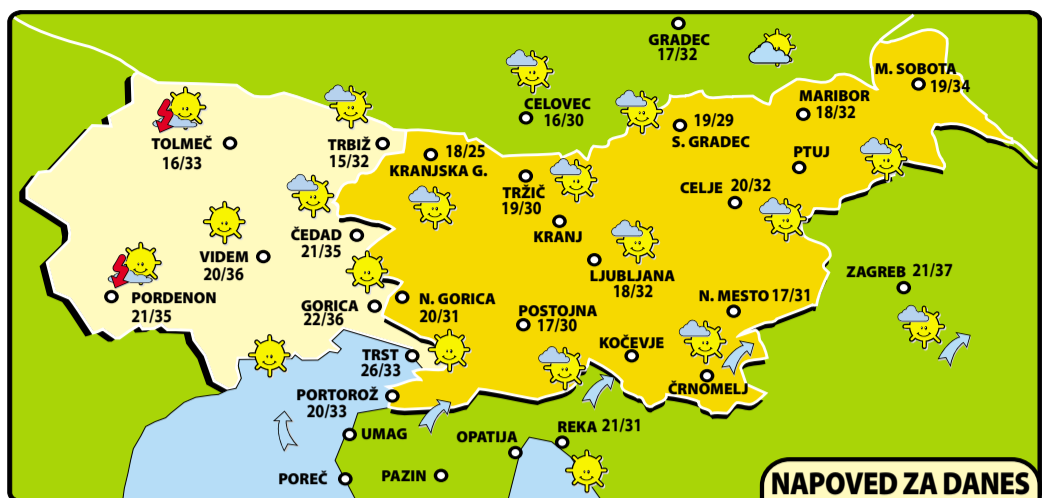 GRADEC
17/32
M. SOBOTA
19/34
CELOVEC
16/30
MARIBOR
18/32
19/29
S. GRADEC
TOLMEČ
16/33
TRBIŽ
15/32
18/25
KRANJSKA G.
PTUJ
TRŽIČ
19/30
CELJE 20/32
KRANJ
ČEDAD
21/35
VIDEM
20/36
LJUBLJANA
18/32
ZAGREB 21/37
PORDENON
21/35
GORICA
22/36
N. GORICA
20/31
N. MESTO 17/31
POSTOJNA
17/30
KOČEVJE
TRST
26/33
ČRNOMELJ
PORTOROŽ
20/33
UMAG
OPATIJA
REKA 21/31
POREČ
PAZIN
NAPOVED ZA DANES